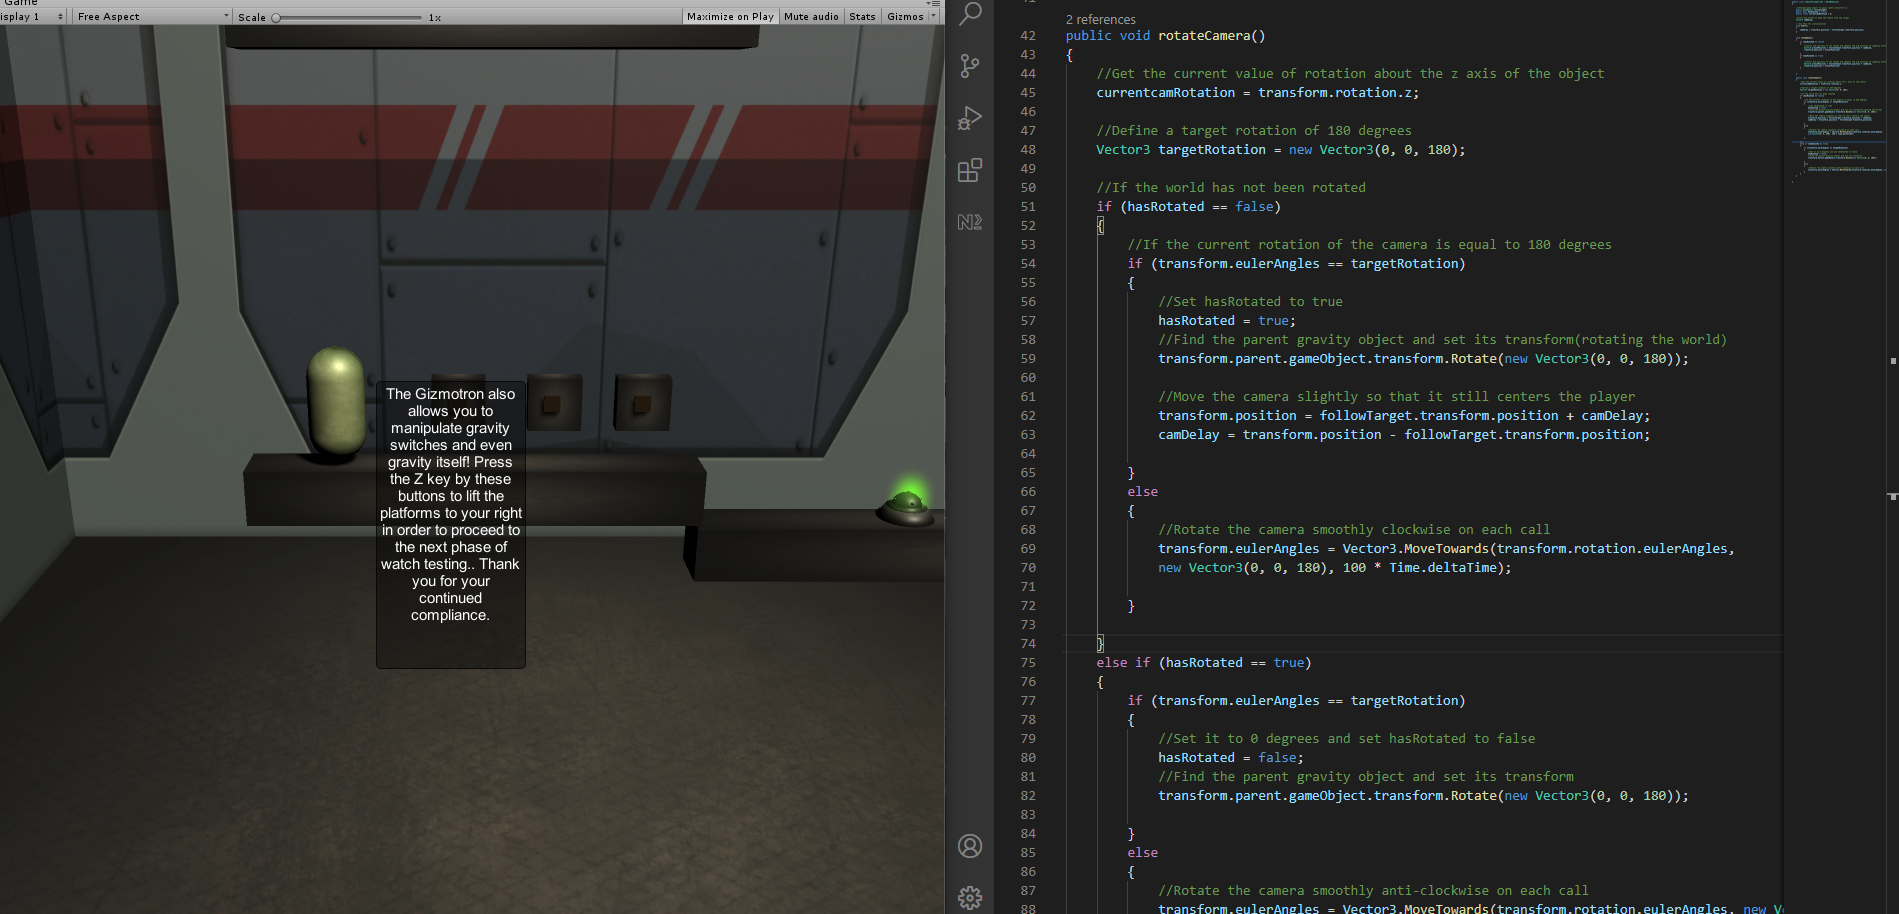 Game
isplay 1
Free Aspect
Scale
1x
Maximize on Play
Mute audio
Stats
Gizmos
The Gizmotron also
allows you to
manipulate gravity
switches and even
gravity itself! Press
the Z key by these
buttons to lift the
platforms to your right
in order to proceed to
the next phase of
watch testing.. Thank
you for your
continued
compliance.
41
2 references
42 public void rotateCamera()
43 {
44 //Get the current value of rotation about the z axis of the object
45 currentcamRotation = transform.rotation.z;
46
47 //Define a target rotation of 180 degrees
48 Vector3 targetRotation = new Vector3(0, 0, 180);
49
50 //If the world has not been rotated
51 if (hasRotated == false)
52 {
53 //If the current rotation of the camera is equal to 180 degrees
54 if (transform.eulerAngles == targetRotation)
55 {
56 //Set hasRotated to true
57 hasRotated = true;
58 //Find the parent gravity object and set its transform(rotating the world)
59 transform.parent.gameObject.transform.Rotate(new Vector3(0, 0, 180));
60
61 //Move the camera slightly so that it still centers the player
62 transform.position = followTarget.transform.position + camDelay;
63 camDelay = transform.position - followTarget.transform.position;
64
65 }
66 else
67 {
68 //Rotate the camera smoothly clockwise on each call
69 transform.eulerAngles = Vector3.MoveTowards(transform.rotation.eulerAngles,
70 new Vector3(0, 0, 180), 100 * Time.deltaTime);
71
72 }
73
74 }
75 else if (hasRotated == true)
76 {
77 if (transform.eulerAngles == targetRotation)
78 {
79 //Set it to 0 degrees and set hasRotated to false
80 hasRotated = false;
81 //Find the parent gravity object and set its transform
82 transform.parent.gameObject.transform.Rotate(new Vector3(0, 0, 180));
83
84 }
85 else
86 {
87 //Rotate the camera smoothly anti-clockwise on each call
88 transform.eulerAngles = Vector3.MoveTowards(transform.rotation.eulerAngles, new V